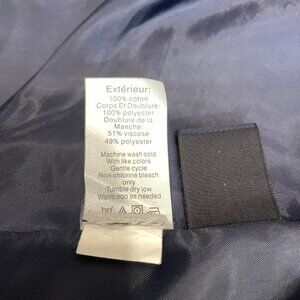 Extérieur:
100% coton
Corps Et Doublure:
100% polyester
Doublure de la
Manche:
51% viscose
49% polyester
Machine wash cold
With like colors
Gentle cycle
Non-chlorine bleach
only
Tumble dry low
Warm iron as needed